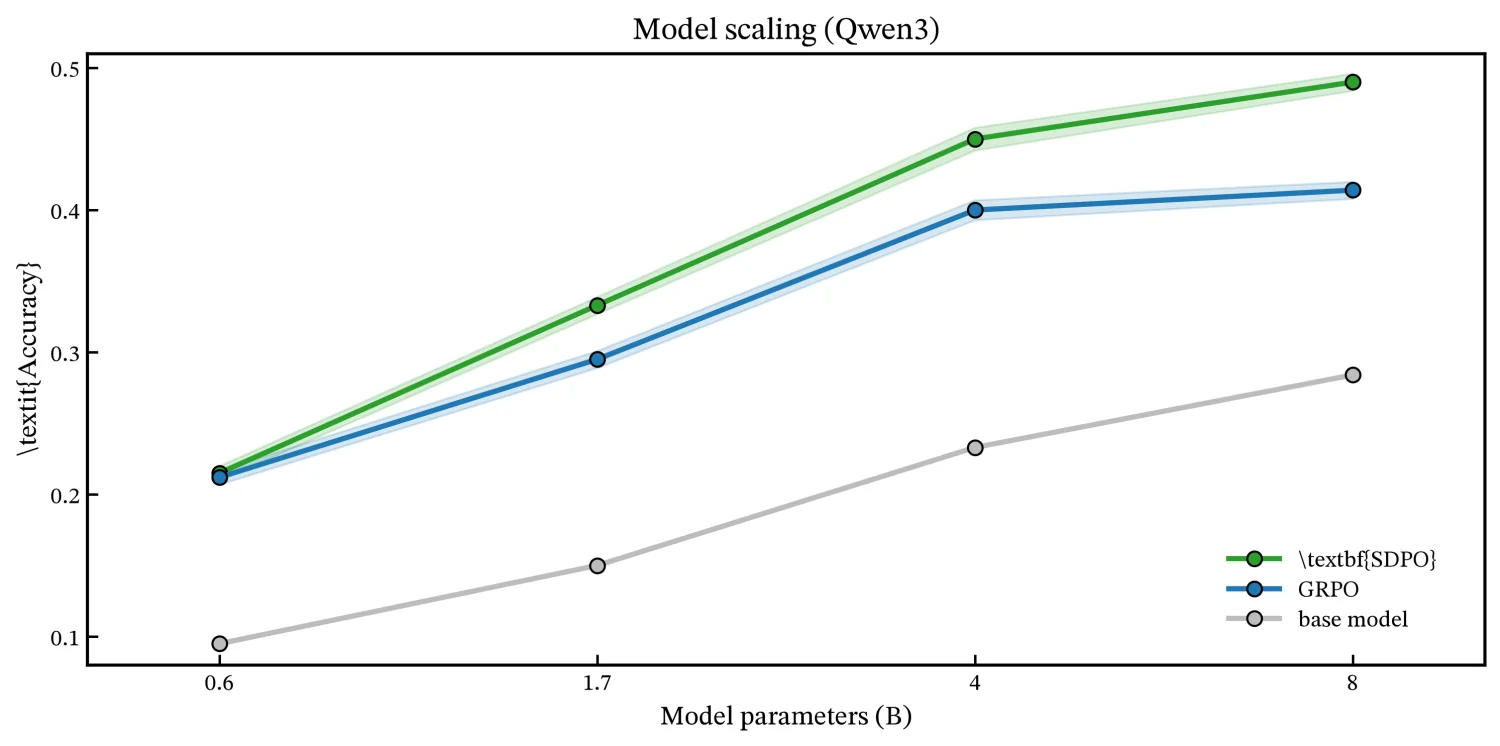 Model scaling (Qwen3)
0.5
0.4
0.3
0.2
0.1
\textit{Accuracy}
\textbf{SDPO}
GRPO
base model
0.6 1.7 4 8
Model parameters (B)